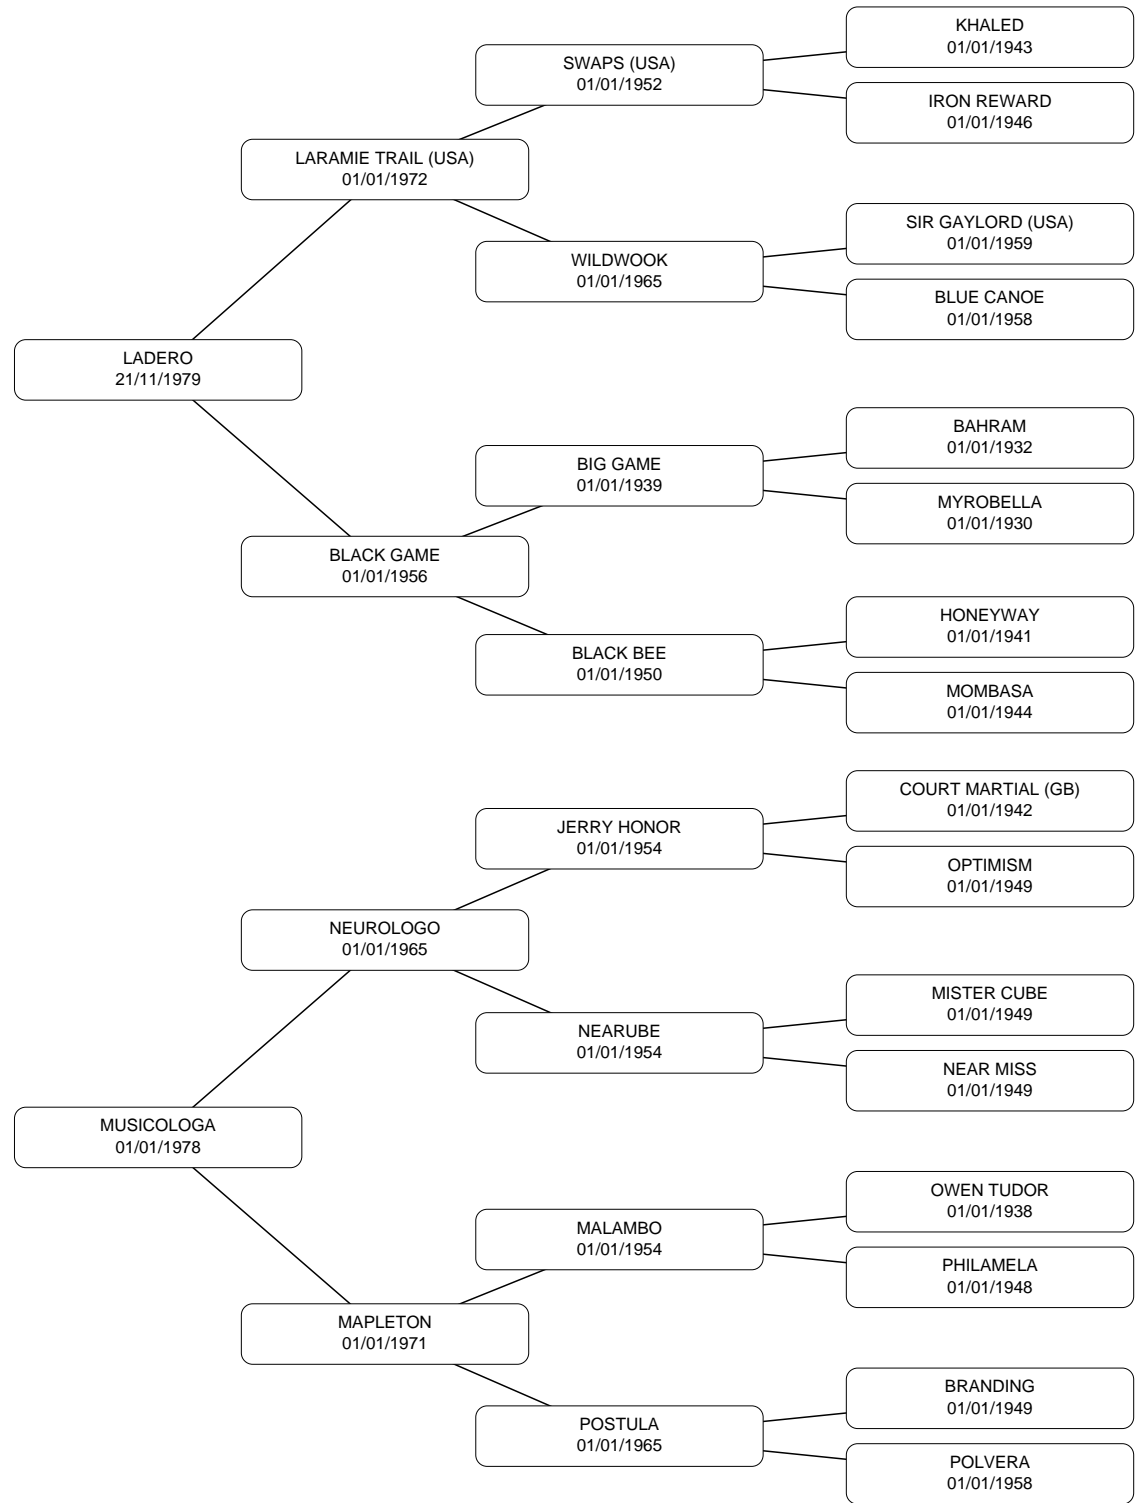 KHALED
01/01/1943
SWAPS (USA)
01/01/1952
IRON REWARD
01/01/1946
LARAMIE TRAIL (USA)
01/01/1972
SIR GAYLORD (USA)
01/01/1959
WILDWOOK
01/01/1965
BLUE CANOE
01/01/1958
LADERO
21/11/1979
BAHRAM
01/01/1932
BIG GAME
01/01/1939
MYROBELLA
01/01/1930
BLACK GAME
01/01/1956
HONEYWAY
01/01/1941
BLACK BEE
01/01/1950
MOMBASA
01/01/1944
COURT MARTIAL (GB)
01/01/1942
JERRY HONOR
01/01/1954
OPTIMISM
01/01/1949
NEUROLOGO
01/01/1965
MISTER CUBE
01/01/1949
NEARUBE
01/01/1954
NEAR MISS
01/01/1949
MUSICOLOGA
01/01/1978
OWEN TUDOR
01/01/1938
MALAMBO
01/01/1954
PHILAMELA
01/01/1948
MAPLETON
01/01/1971
BRANDING
01/01/1949
POSTULA
01/01/1965
POLVERA
01/01/1958